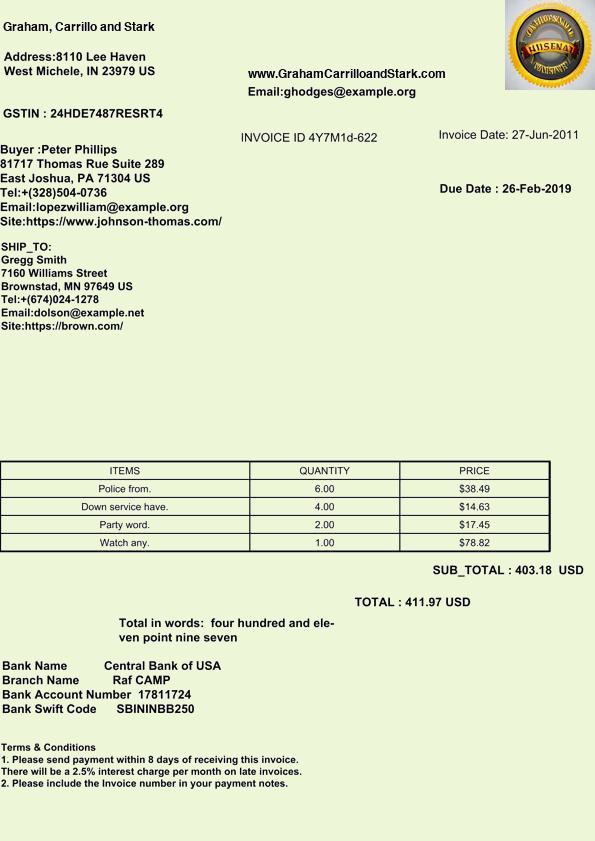 Graham, Carrillo and Stark
Address:8110 Lee Haven
West Michele, IN 23979 US
www.GrahamCarrilloandStark.com
Email:ghodges@example.org
HUSENAT
GSTIN : 24HDE7487RESRT4
INVOICE ID 4Y7M1d-622
Invoice Date: 27-Jun-2011
Due Date : 26-Feb-2019
Buyer :Peter Phillips
81717 Thomas Rue Suite 289
East Joshua, PA 71304 US
Tel:+(328)504-0736
Email:lopezwilliam@example.org
Site:https://www.johnson-thomas.com/
SHIP_TO:
Gregg Smith
7160 Williams Street
Brownstad, MN 97649 US
Tel:+(674)024-1278
Email:dolson@example.net
Site:https://brown.com/
ITEMS QUANTITY PRICE
Police from. 6.00 $38.49
Down service have. 4.00 $14.63
Party word. 2.00 $17.45
Watch any. 1.00 $78.82
SUB_TOTAL : 403.18 USD
TOTAL : 411.97 USD
Total in words: four hundred and ele-
ven point nine seven
Bank Name Central Bank of USA
Branch Name Raf CAMP
Bank Account Number 17811724
Bank Swift Code SBININBB250
Terms & Conditions
1. Please send payment within 8 days of receiving this invoice.
There will be a 2.5% interest charge per month on late invoices.
2. Please include the Invoice number in your payment notes.